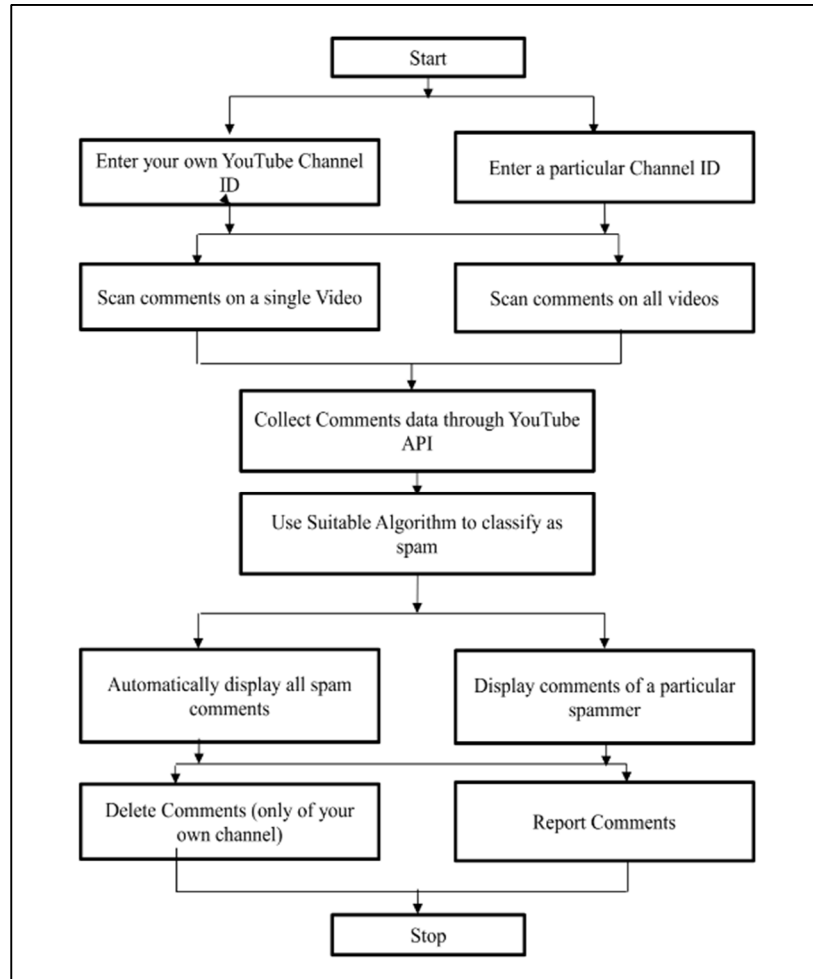 Start
Enter your own YouTube Channel
ID
Enter a particular Channel ID
Scan comments on a single Video
Scan comments on all videos
Collect Comments data through YouTube
API
Use Suitable Algorithm to classify as
spam
Automatically display all spam
comments
Display comments of a particular
spammer
Delete Comments (only of your
own channel)
Report Comments
Stop